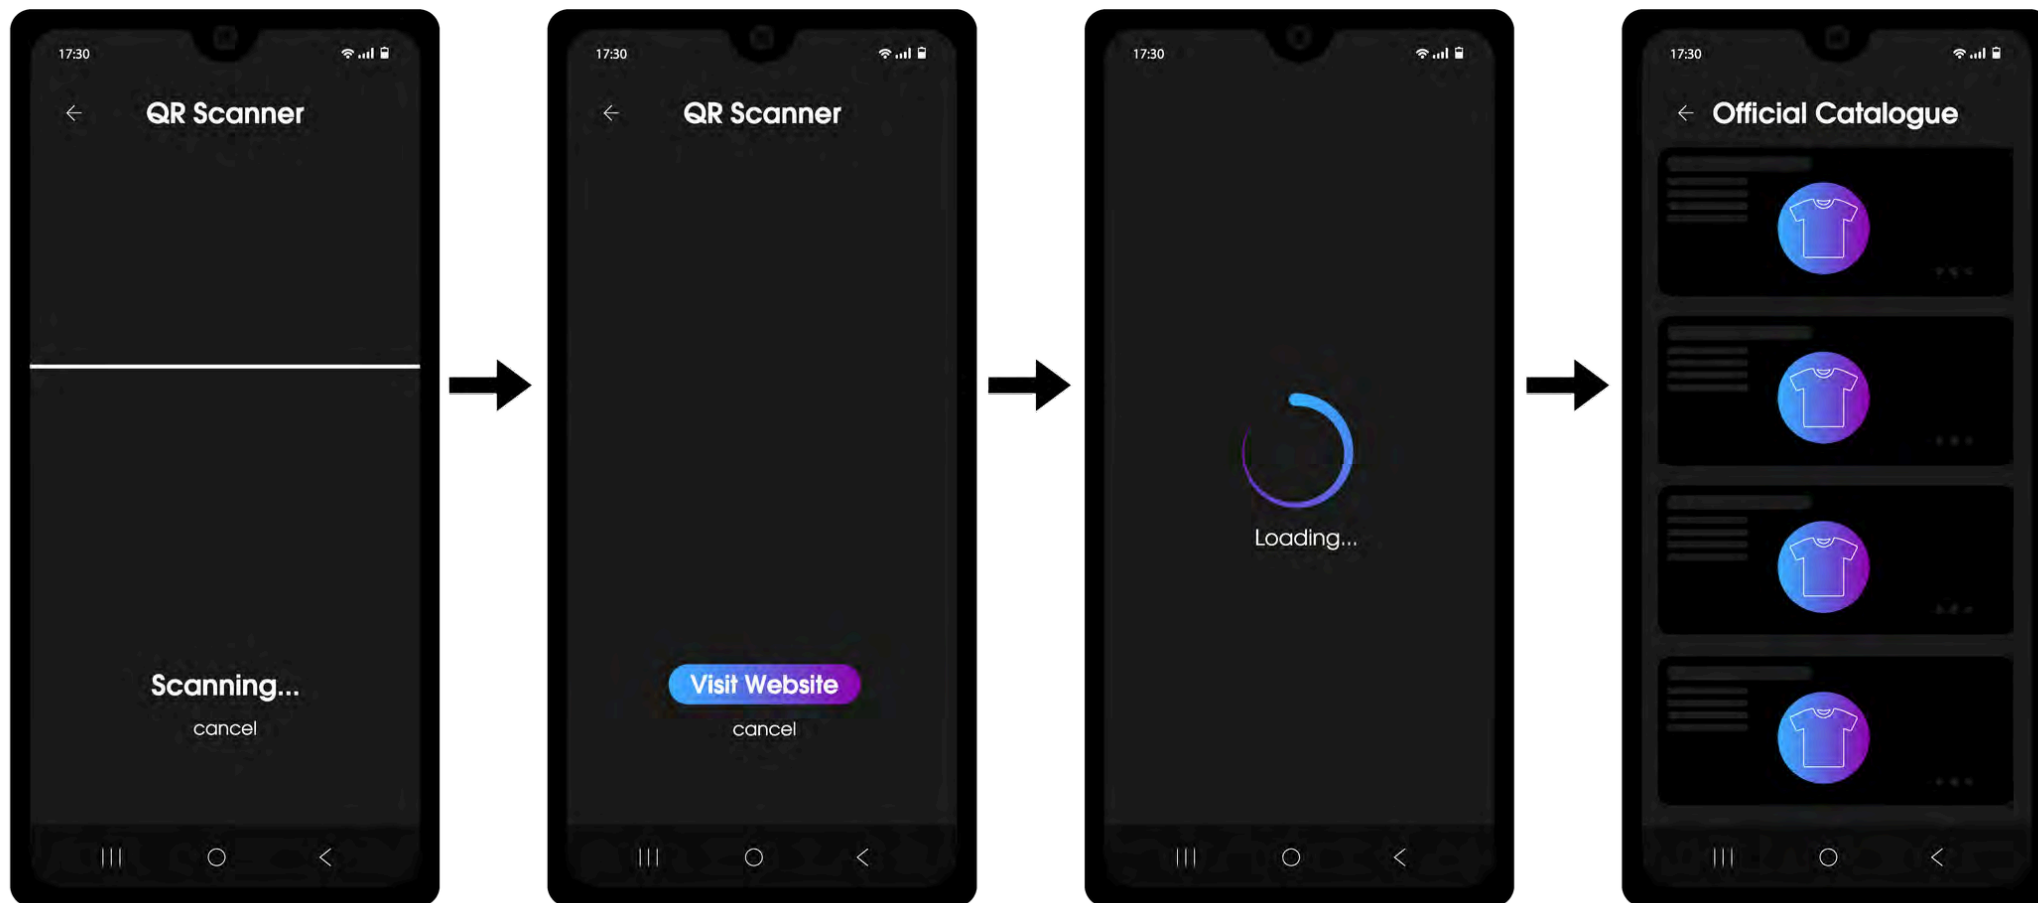 17:30
QR Scanner
Scanning...
cancel
17:30
QR Scanner
Visit Website
cancel
17:30
Loading...
17:30
Official Catalogue